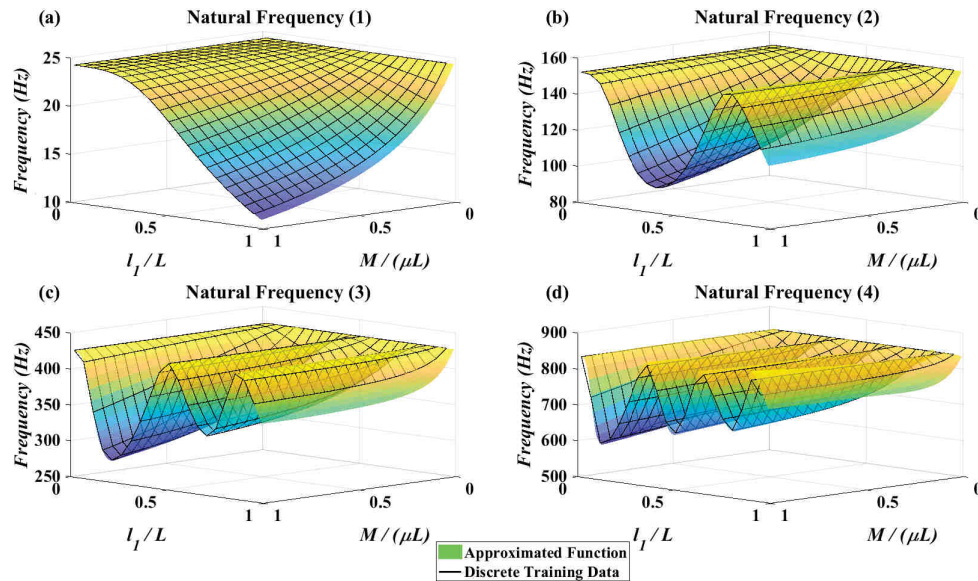 (a) Natural Frequency (1)
Frequency (Hz)
25
20
15
10
0
0.5
1
1
0.5
0
l1 / L
M / (μL)
(b) Natural Frequency (2)
Frequency (Hz)
160
140
120
100
80
0
0.5
1
1
0.5
0
l1 / L
M / (μL)
(c) Natural Frequency (3)
Frequency (Hz)
450
400
350
300
250
0
0.5
1
1
0.5
0
l1 / L
M / (μL)
(d) Natural Frequency (4)
Frequency (Hz)
900
800
700
600
500
0
0.5
1
1
0.5
0
l1 / L
M / (μL)
Approximated Function
Discrete Training Data